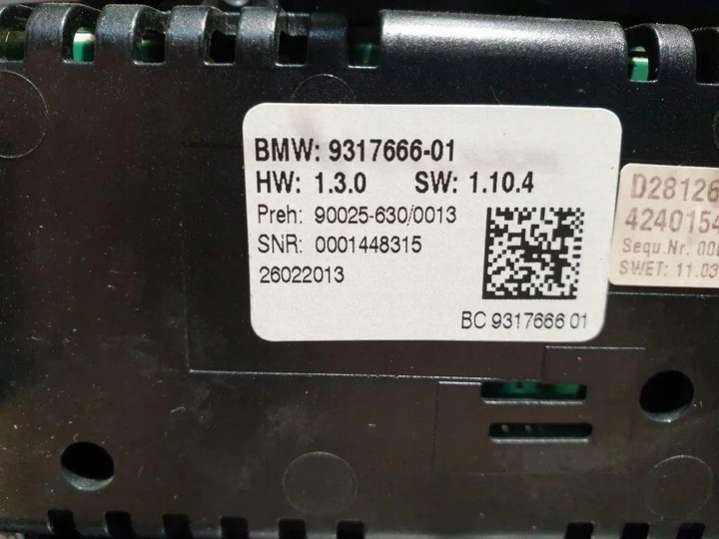 BMW: 9317666-01
HW: 1.3.0 SW: 1.10.4
Preh: 90025-630/0013
SNR: 0001448315
26022013
BC 9317666 01
D28126
4240154
Sequ.Nr. 00
SWET: 11.03